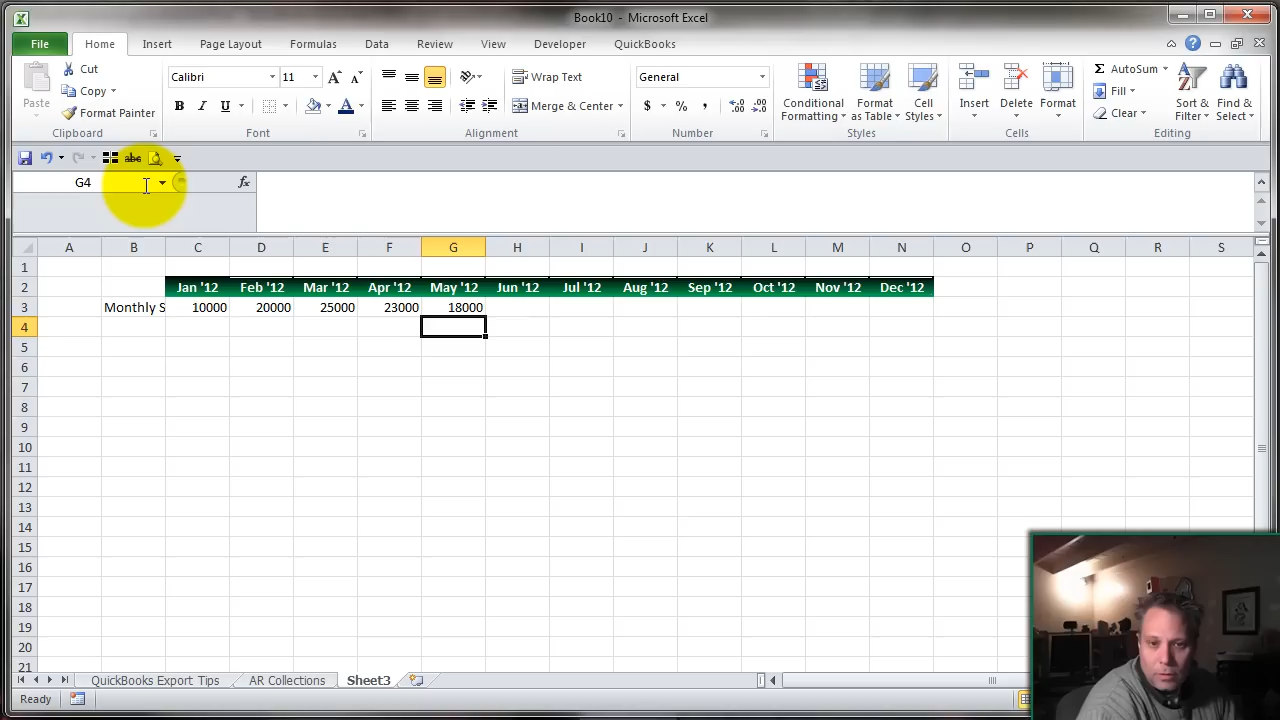 Book10 - Microsoft Excel
File Home Insert Page Layout Formulas Data Review View Developer QuickBooks
Paste
Cut
Copy
Format Painter
Clipboard
Calibri 11
B I U
Font
Wrap Text
Merge & Center
Alignment
General
$ % ,
Number
Conditional Formatting
Format as Table
Cell Styles
Styles
Insert
Delete
Format
Cells
Σ AutoSum
Fill
Clear
Sort & Filter
Find & Select
Editing
abc
G4 fx
A B C D E F G H I J K L M N O P Q R S
1
2 Jan '12 Feb '12 Mar '12 Apr '12 May '12 Jun '12 Jul '12 Aug '12 Sep '12 Oct '12 Nov '12 Dec '12
3 Monthly S 10000 20000 25000 23000 18000
4
5
6
7
8
9
10
11
12
13
14
15
16
17
18
19
20
21
QuickBooks Export Tips AR Collections Sheet3
Ready